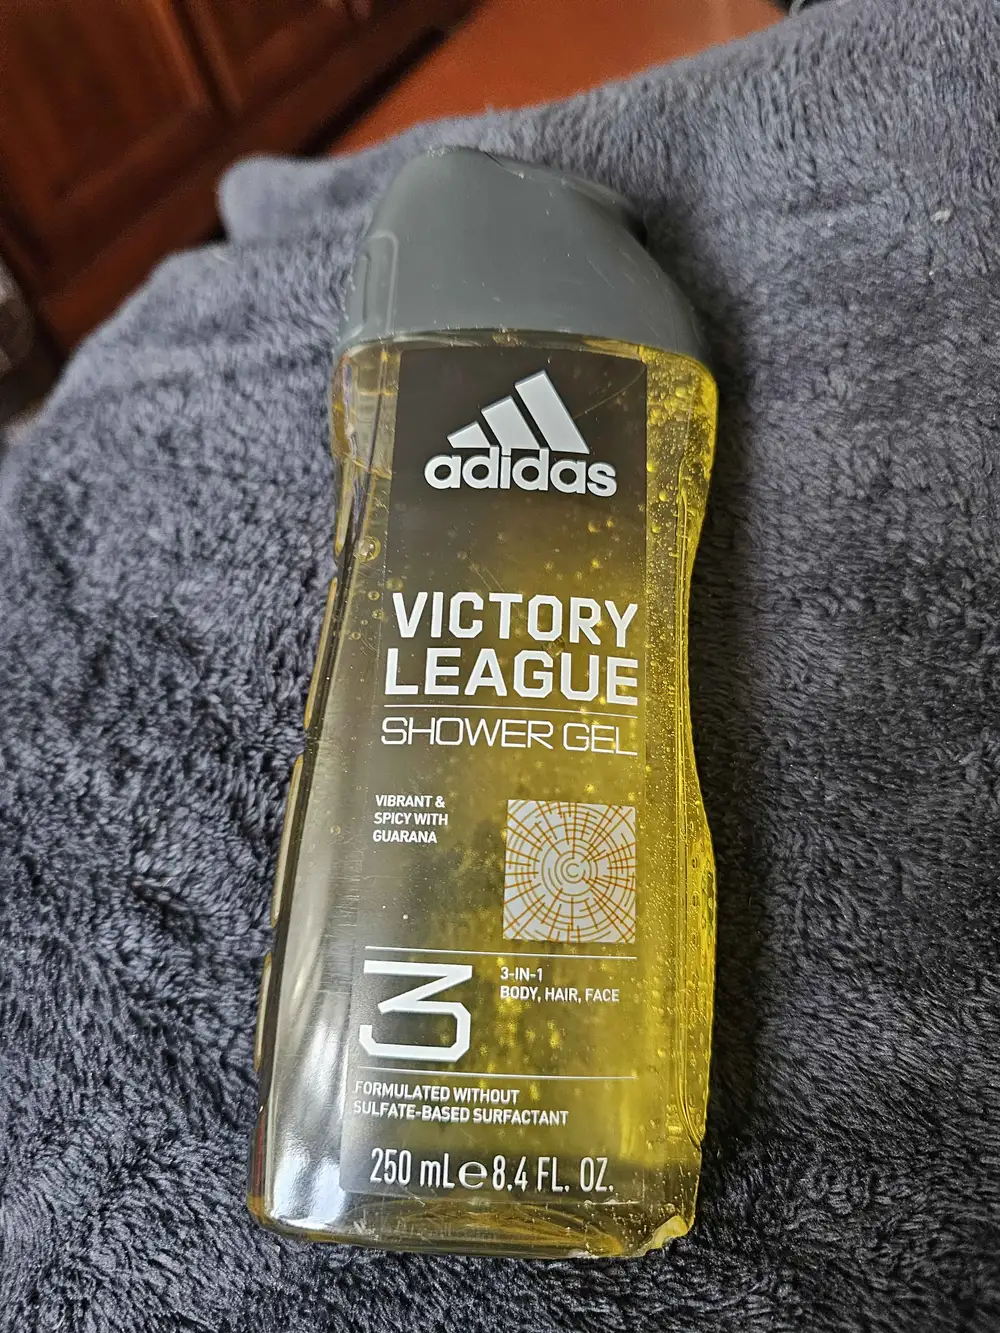 adidas
VICTORY
LEAGUE
SHOWER GEL
VIBRANT &
SPICY WITH
GUARANA
3
3-IN-1
BODY, HAIR, FACE
FORMULATED WITHOUT
SULFATE-BASED SURFACTANT
250 mL ℮ 8.4 FL. OZ.